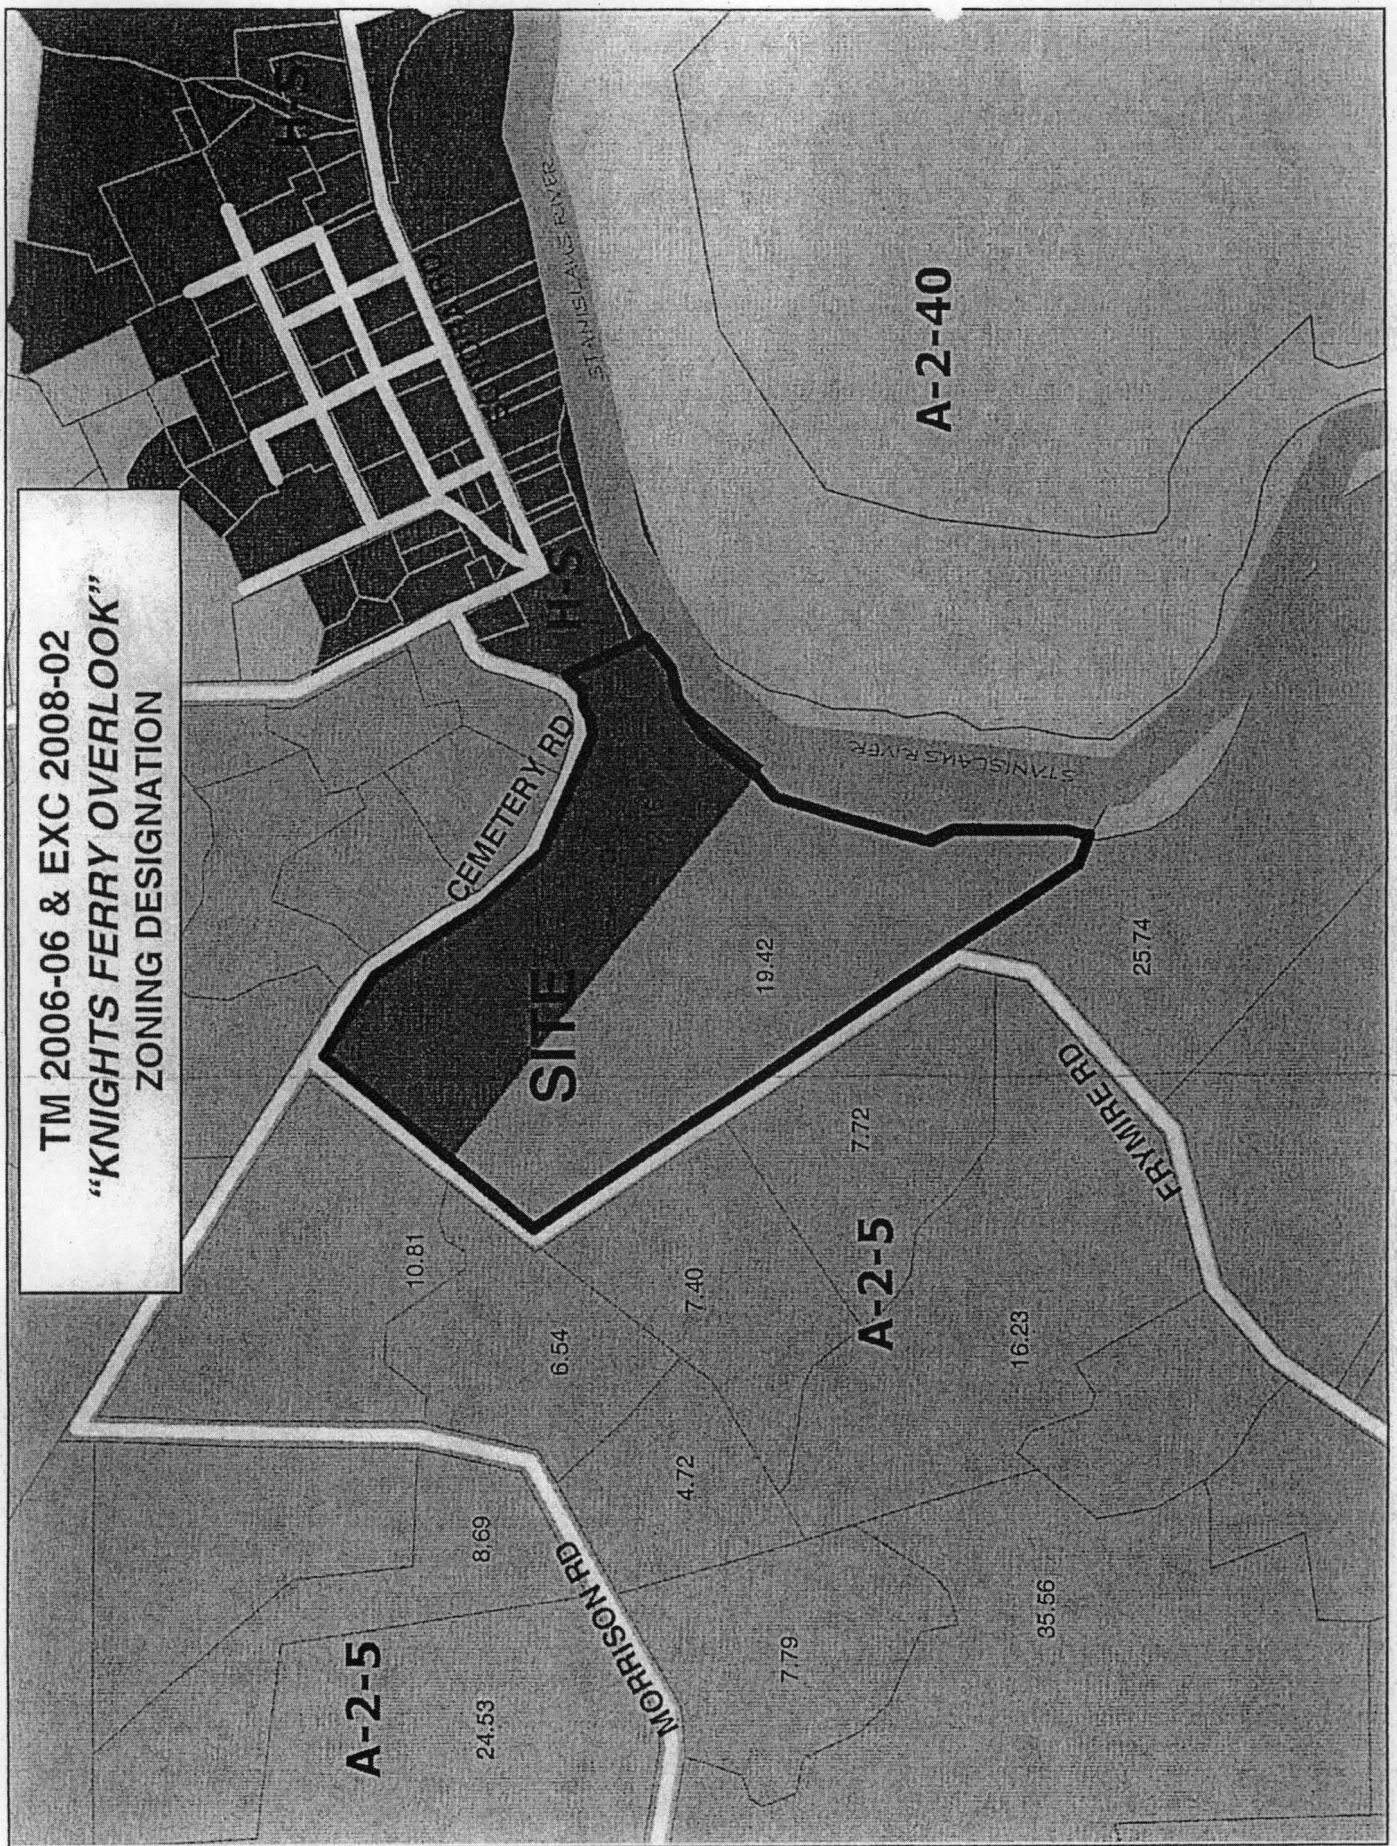 TM 2006-06 & EXC 2008-02
“KNIGHTS FERRY OVERLOOK”
ZONING DESIGNATION
H-S
STANISLAUS RIVER
H-S
A-2-40
CEMETERY RD
STANISLAUS RIVER
SITE
19.42
2574
FRYMIRE RD
7.72
10.81
7.40
A-2-5
6.54
16.23
4.72
8.69
MORRISON RD
A-2-5
24.53
7.79
35.56